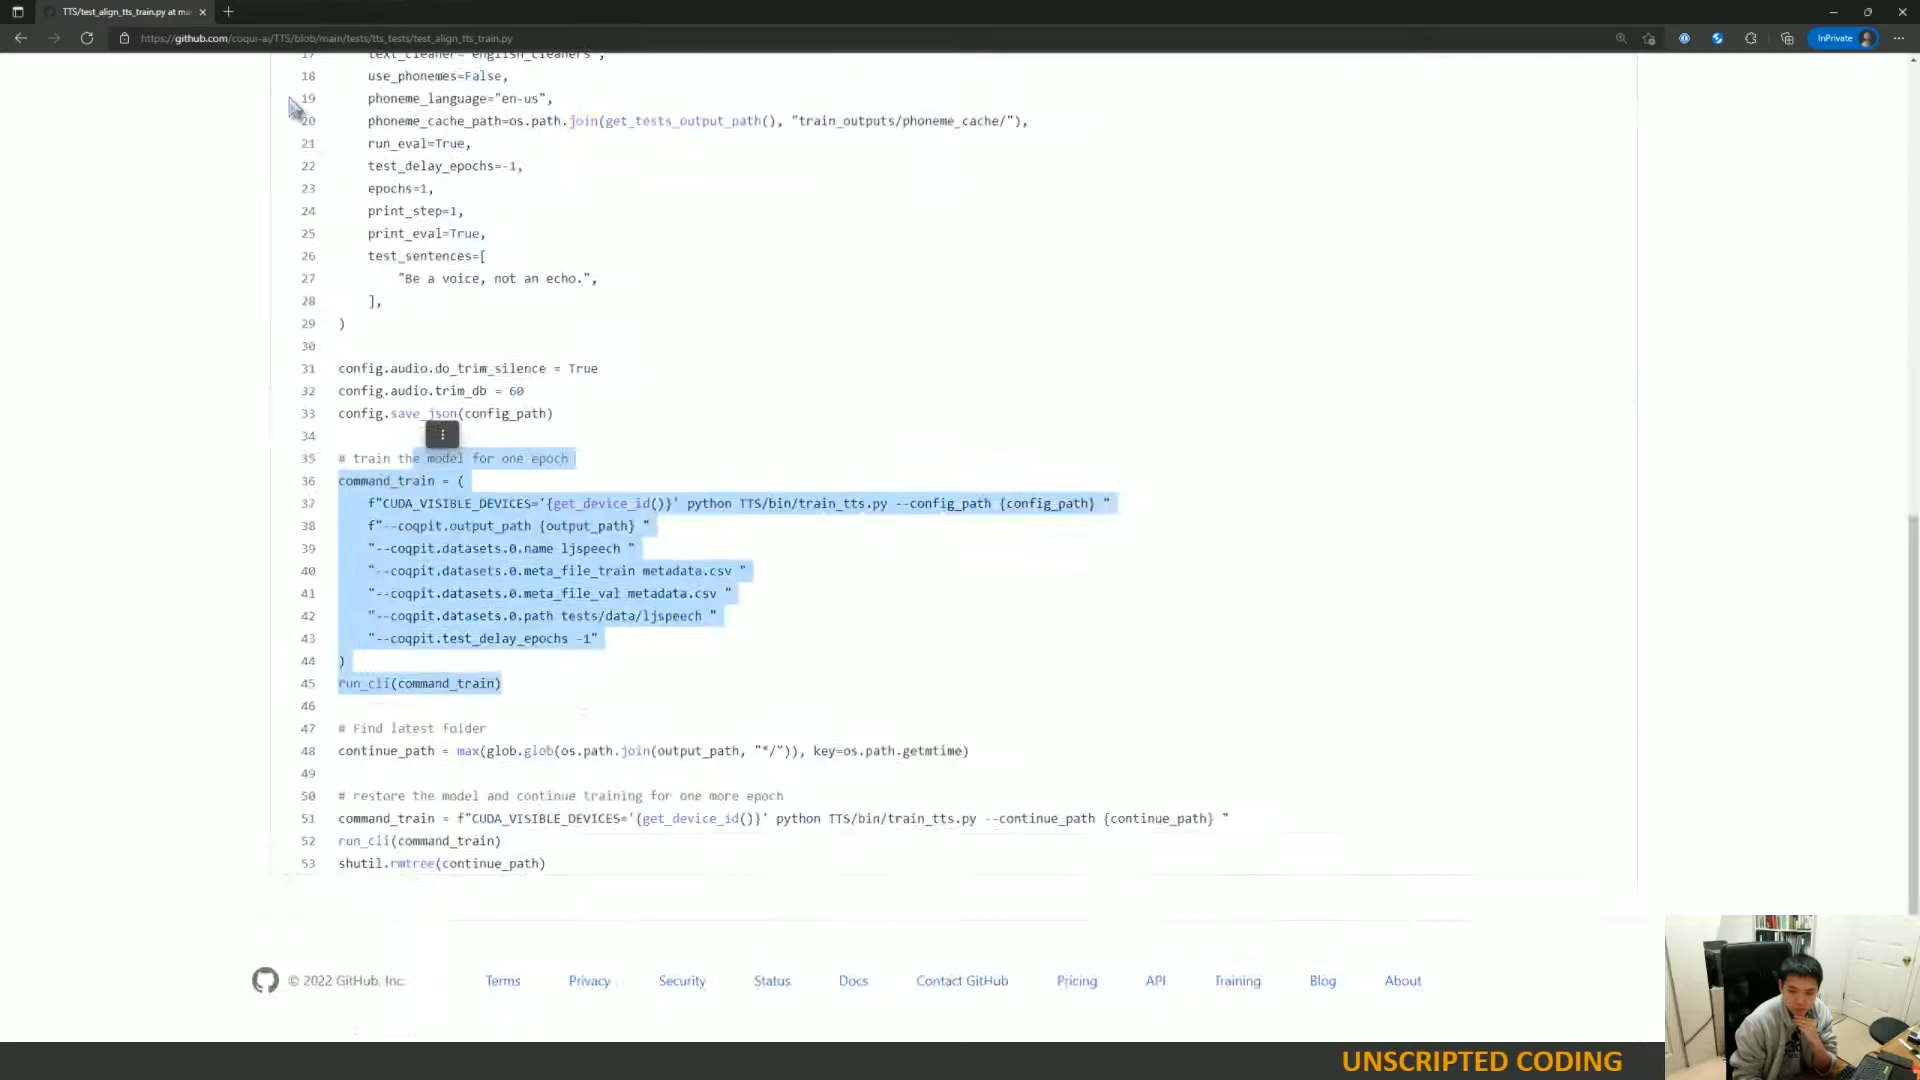 TTS/test_align_tts_train.py at ma
https://github.com/coqui-ai/TTS/blob/main/tests/tts_tests/test_align_tts_train.py
InPrivate
17 text_cleaner="english_cleaners",
18 use_phonemes=False,
19 phoneme_language="en-us",
20 phoneme_cache_path=os.path.join(get_tests_output_path(), "train_outputs/phoneme_cache/"),
21 run_eval=True,
22 test_delay_epochs=-1,
23 epochs=1,
24 print_step=1,
25 print_eval=True,
26 test_sentences=[
27 "Be a voice, not an echo.",
28 ],
29 )
30
31 config.audio.do_trim_silence = True
32 config.audio.trim_db = 60
33 config.save_json(config_path)
34
35 # train the model for one epoch
36 command_train = (
37 f"CUDA_VISIBLE_DEVICES='{get_device_id()}' python TTS/bin/train_tts.py --config_path {config_path} "
38 f"--coqpit.output_path {output_path} "
39 "--coqpit.datasets.0.name ljspeech "
40 "--coqpit.datasets.0.meta_file_train metadata.csv "
41 "--coqpit.datasets.0.meta_file_val metadata.csv "
42 "--coqpit.datasets.0.path tests/data/ljspeech "
43 "--coqpit.test_delay_epochs -1"
44 )
45 run_cli(command_train)
46
47 # Find latest folder
48 continue_path = max(glob.glob(os.path.join(output_path, "*/")), key=os.path.getmtime)
49
50 # restore the model and continue training for one more epoch
51 command_train = f"CUDA_VISIBLE_DEVICES='{get_device_id()}' python TTS/bin/train_tts.py --continue_path {continue_path} "
52 run_cli(command_train)
53 shutil.rmtree(continue_path)
© 2022 GitHub, Inc. Terms Privacy Security Status Docs Contact GitHub Pricing API Training Blog About
UNSCRIPTED CODING